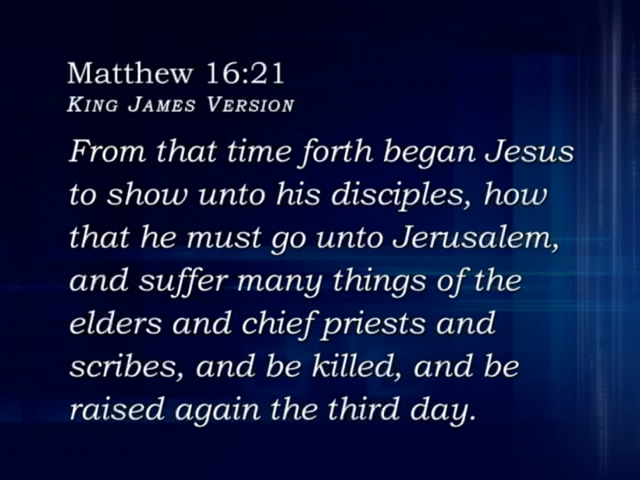 Matthew 16:21
King James Version
From that time forth began Jesus
to show unto his disciples, how
that he must go unto Jerusalem,
and suffer many things of the
elders and chief priests and
scribes, and be killed, and be
raised again the third day.